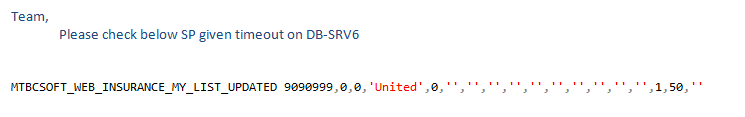 Team,
Please check below SP given timeout on DB-SRV6
MTBCSOFT_WEB_INSURANCE_MY_LIST_UPDATED 9090999,0,0,'United',0,'','','','','','','','','','',1,50,''